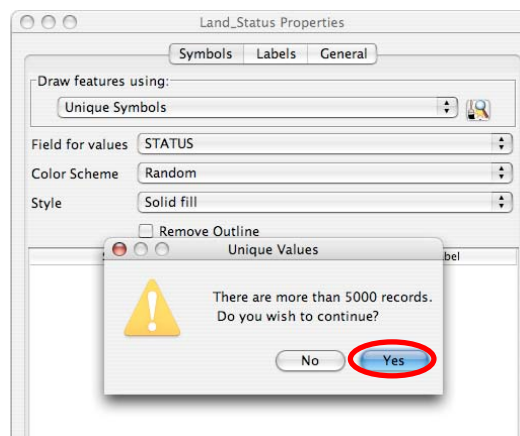 Land_Status Properties
Symbols Labels General
Draw features using:
Unique Symbols
Field for values STATUS
Color Scheme Random
Style Solid fill
Remove Outline
Unique Values
bel
There are more than 5000 records.
Do you wish to continue?
No Yes